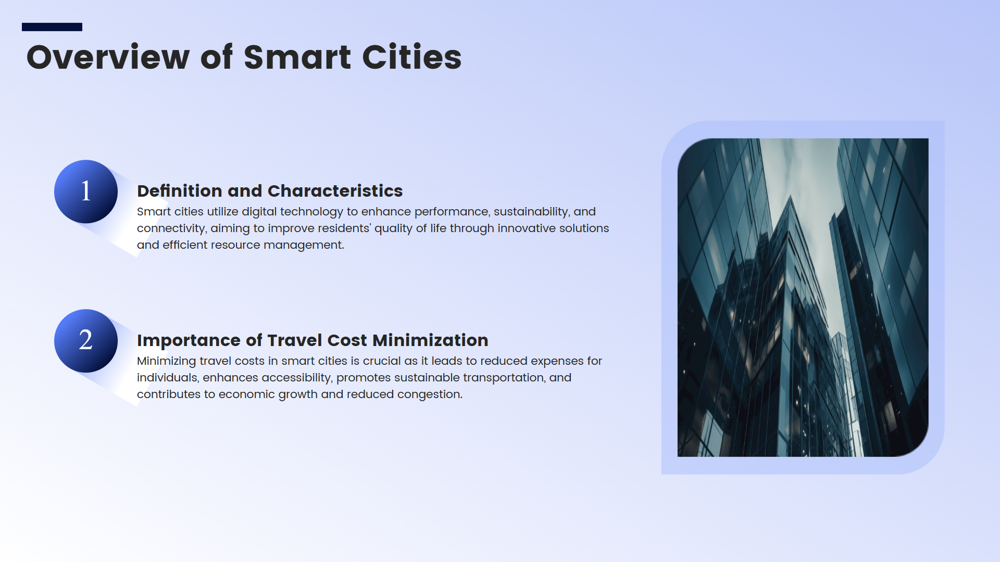 Overview of Smart Cities
1
Definition and Characteristics
Smart cities utilize digital technology to enhance performance, sustainability, and
connectivity, aiming to improve residents' quality of life through innovative solutions
and efficient resource management.
2
Importance of Travel Cost Minimization
Minimizing travel costs in smart cities is crucial as it leads to reduced expenses for
individuals, enhances accessibility, promotes sustainable transportation, and
contributes to economic growth and reduced congestion.